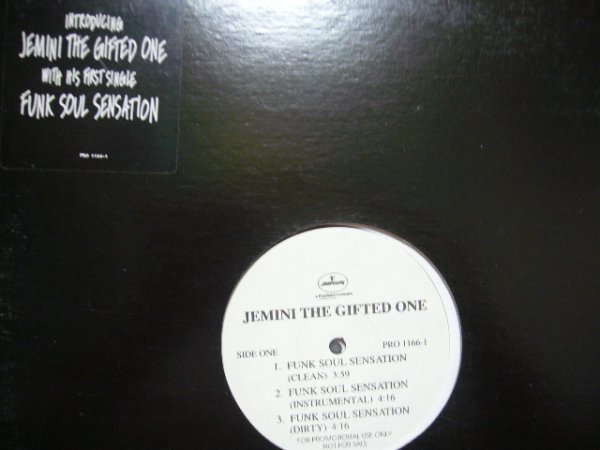 INTRODUCING
JEMINI THE GIFTED ONE
WITH HIS FIRST SINGLE
FUNK SOUL SENSATION
PRO 1166-1
JEMINI THE GIFTED ONE
SIDE ONE
PRO 1166-1
1. FUNK SOUL SENSATION
(CLEAN) 3:59
2. FUNK SOUL SENSATION
(INSTRUMENTAL) 4:16
3. FUNK SOUL SENSATION
(DIRTY) 4:16
FOR PROMOTIONAL USE ONLY
NOT FOR SALE